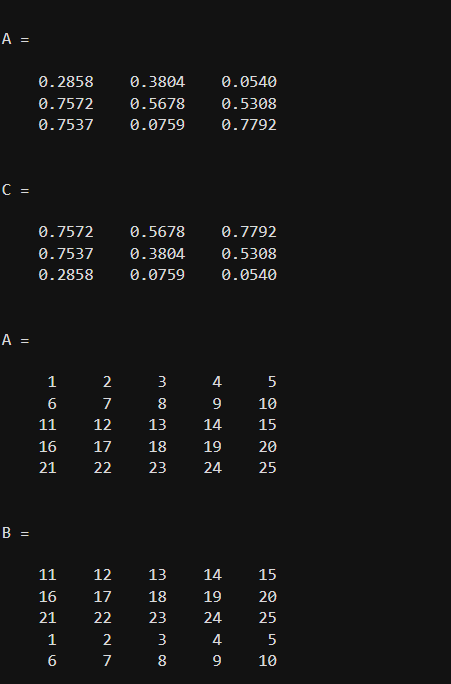 A =
0.2858 0.3804 0.0540
0.7572 0.5678 0.5308
0.7537 0.0759 0.7792
C =
0.7572 0.5678 0.7792
0.7537 0.3804 0.5308
0.2858 0.0759 0.0540
A =
1 2 3 4 5
6 7 8 9 10
11 12 13 14 15
16 17 18 19 20
21 22 23 24 25
B =
11 12 13 14 15
16 17 18 19 20
21 22 23 24 25
1 2 3 4 5
6 7 8 9 10